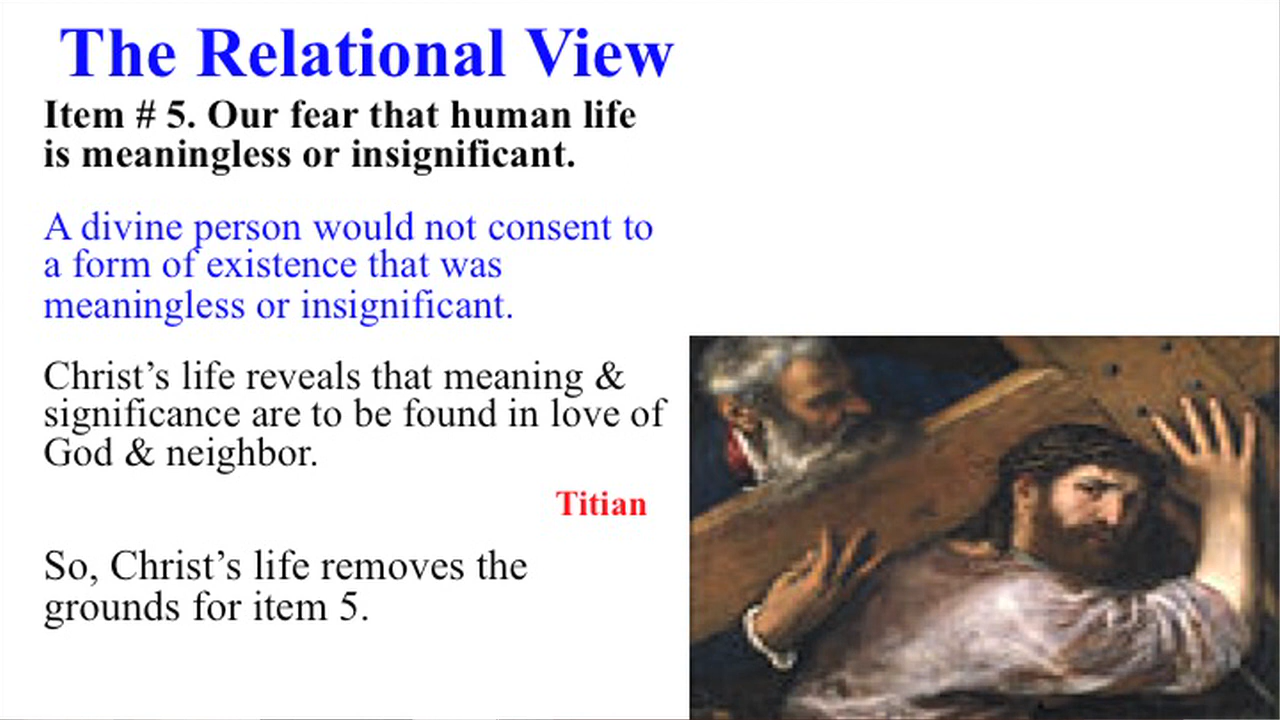 The Relational View
Item # 5. Our fear that human life
is meaningless or insignificant.
A divine person would not consent to
a form of existence that was
meaningless or insignificant.
Christ’s life reveals that meaning &
significance are to be found in love of
God & neighbor.
Titian
So, Christ’s life removes the
grounds for item 5.